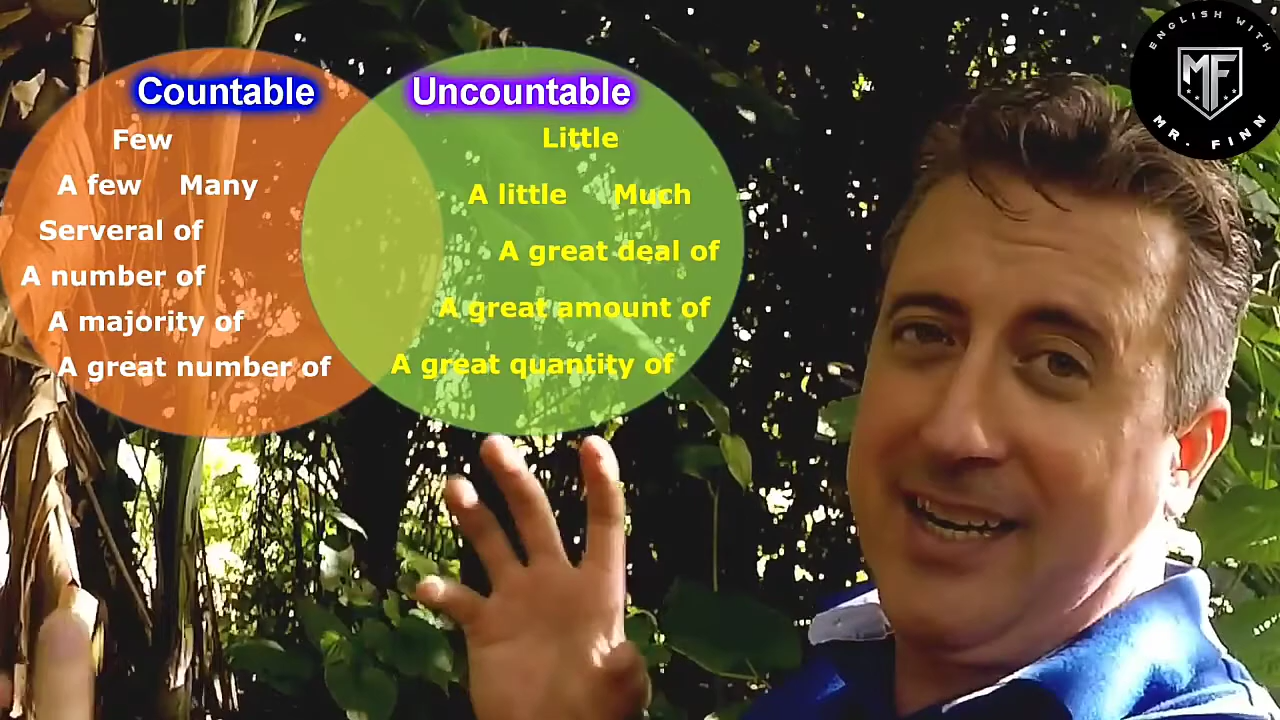 Countable
Few
A few Many
Serveral of
A number of
A majority of
A great number of
Uncountable
Little
A little Much
A great deal of
A great amount of
A great quantity of
ENGLISH WITH
MF
MR. FINN